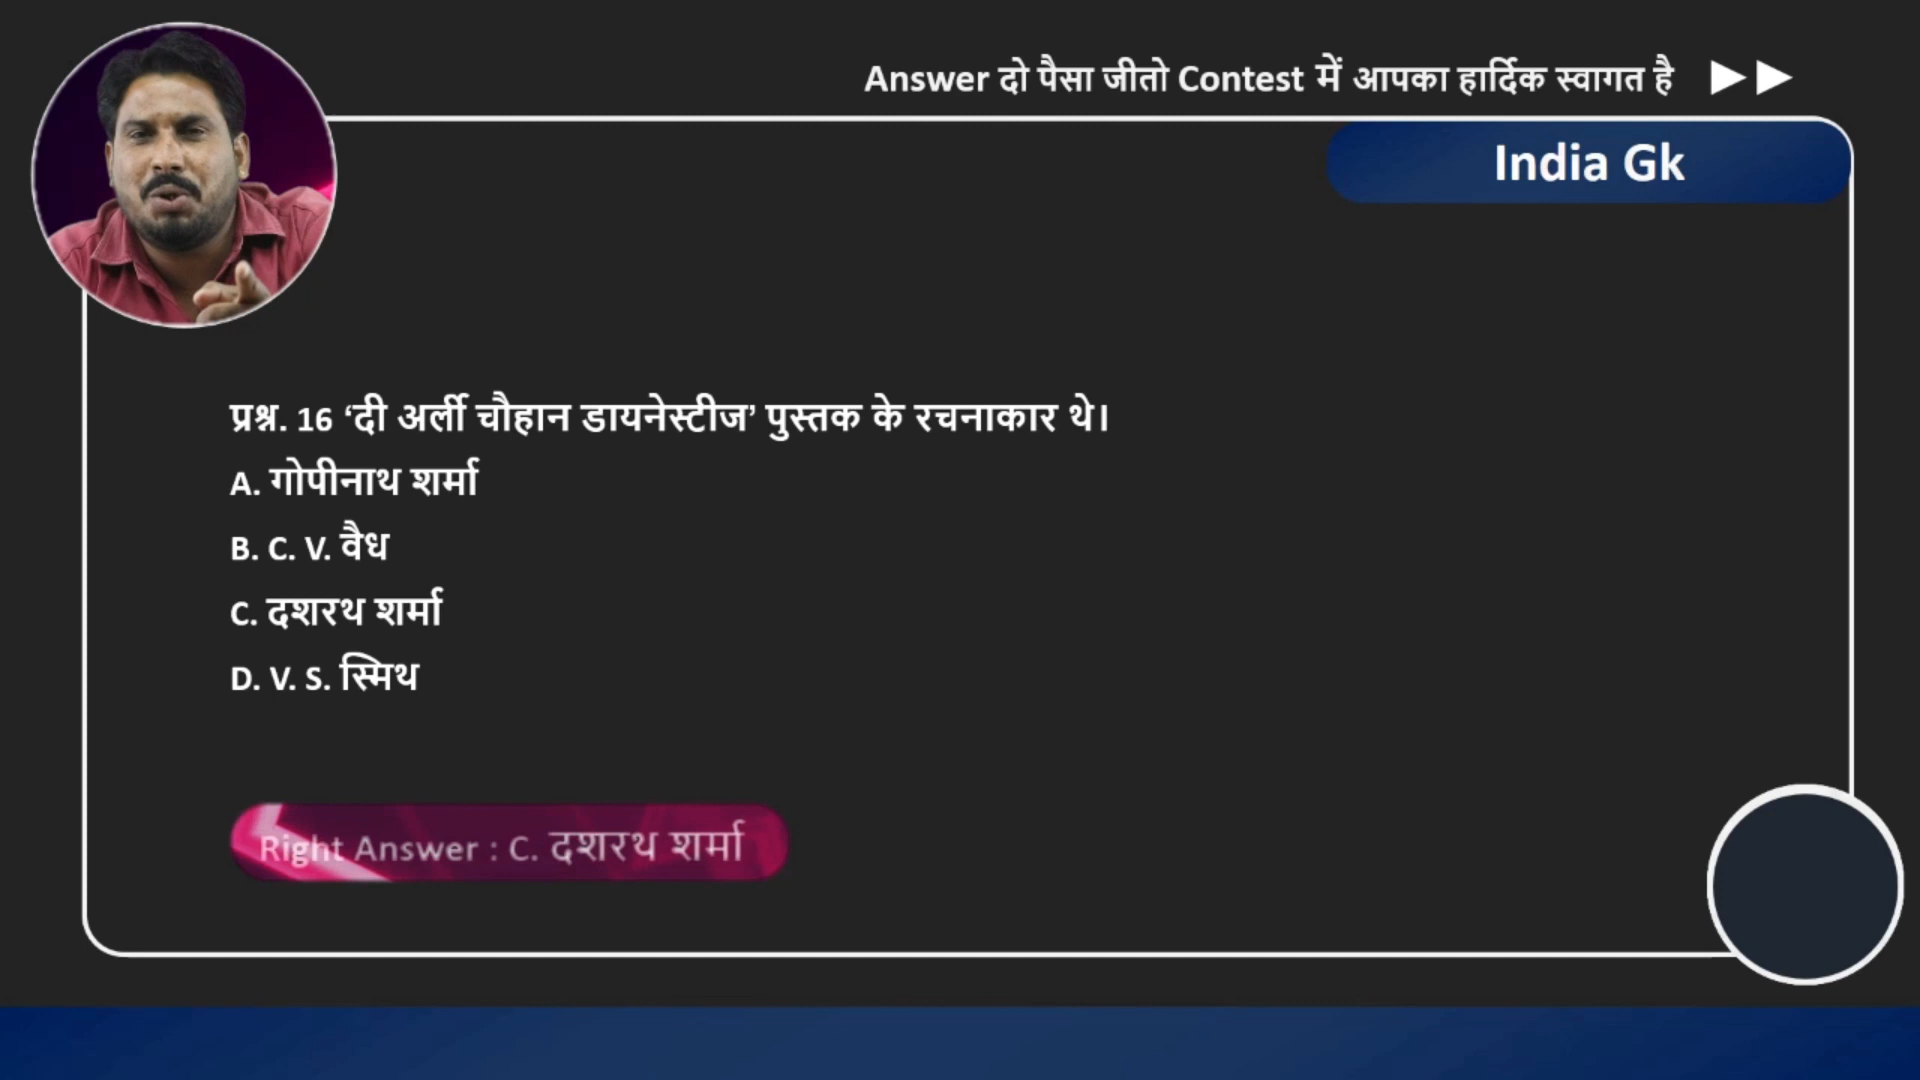 Answer दो पैसा जीतो Contest में आपका हार्दिक स्वागत है
India Gk
प्रश्न. 16 ‘दी अर्ली चौहान डायनेस्टीज’ पुस्तक के रचनाकार थे।
A. गोपीनाथ शर्मा
B. C. V. वैध
C. दशरथ शर्मा
D. V. S. स्मिथ
Right Answer : C. दशरथ शर्मा